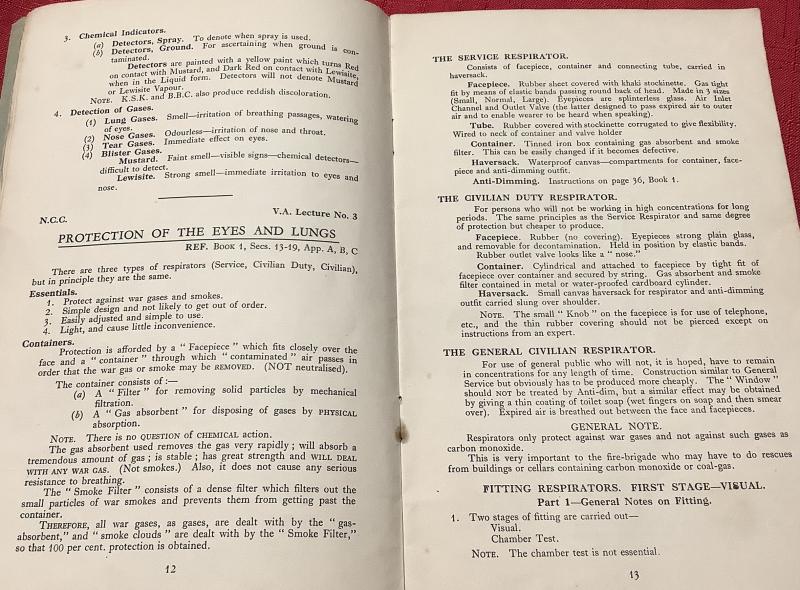 3. Chemical Indicators.
(a) Detectors, Spray. To denote when spray is used.
(b) Detectors, Ground. For ascertaining when ground is con-
taminated.
Detectors are painted with a yellow paint which turns Red
on contact with Mustard, and Dark Red on contact with Lewisite,
when in the Liquid form. Detectors will not denote Mustard
or Lewisite Vapour.
NOTE. K.S.K. and B.B.C. also produce reddish discoloration.
4. Detection of Gases.
(1) Lung Gases. Smell—irritation of breathing passages, watering
of eyes.
(2) Nose Gases. Odourless—irritation of nose and throat.
(3) Tear Gases. Immediate effect on eyes.
(4) Blister Gases.
Mustard. Faint smell—visible signs—chemical detectors—
difficult to detect.
Lewisite. Strong smell—immediate irritation to eyes and
nose.
N.C.C. V.A. Lecture No. 3
PROTECTION OF THE EYES AND LUNGS
REF. Book 1, Secs. 13-19, App. A, B, C
There are three types of respirators (Service, Civilian Duty, Civilian),
but in principle they are the same.
Essentials.
1. Protect against war gases and smokes.
2. Simple design and not likely to get out of order.
3. Easily adjusted and simple to use.
4. Light, and cause little inconvenience.
Containers.
Protection is afforded by a "Facepiece" which fits closely over the
face and a "container" through which "contaminated" air passes in
order that the war gas or smoke may be REMOVED. (NOT neutralised).
The container consists of :—
(a) A "Filter" for removing solid particles by mechanical
filtration.
(b) A "Gas absorbent" for disposing of gases by PHYSICAL
absorption.
NOTE. There is no QUESTION of CHEMICAL action.
The gas absorbent used removes the gas very rapidly ; will absorb a
tremendous amount of gas ; is stable ; has great strength and WILL DEAL
WITH ANY WAR GAS. (Not smokes.) Also, it does not cause any serious
resistance to breathing.
The "Smoke Filter" consists of a dense filter which filters out the
small particles of war smokes and prevents them from getting past the
container.
THEREFORE, all war gases, as gases, are dealt with by the "gas-
absorbent," and "smoke clouds" are dealt with by the "Smoke Filter,"
so that 100 per cent. protection is obtained.
12
THE SERVICE RESPIRATOR.
Consists of facepiece, container and connecting tube, carried in
haversack.
Facepiece. Rubber sheet covered with khaki stockinette. Gas tight
fit by means of elastic bands passing round back of head. Made in 3 sizes
(Small, Normal, Large). Eyepieces are splinterless glass. Air Inlet
Channel and Outlet Valve (the latter designed to pass expired air to outer
air and to enable wearer to be heard when speaking).
Tube. Rubber covered with stockinette corrugated to give flexibility.
Wired to neck of container and valve holder
Container. Tinned iron box containing gas absorbent and smoke
filter. This can be easily changed if it becomes defective.
Haversack. Waterproof canvas—compartments for container, face-
piece and anti-dimming outfit.
Anti-Dimming. Instructions on page 36, Book 1.
THE CIVILIAN DUTY RESPIRATOR.
For persons who will not be working in high concentrations for long
periods. The same principles as the Service Respirator and same degree
of protection but cheaper to produce.
Facepiece. Rubber (no covering). Eyepieces strong plain glass,
and removable for decontamination. Held in position by elastic bands.
Rubber outlet valve looks like a "nose."
Container. Cylindrical and attached to facepiece by tight fit of
facepiece over container and secured by string. Gas absorbent and smoke
filter contained in metal or water-proofed cardboard cylinder.
Haversack. Small canvas haversack for respirator and anti-dimming
outfit carried slung over shoulder.
NOTE. The small "Knob" on the facepiece is for use of telephone,
etc., and the thin rubber covering should not be pierced except on
instructions from an expert.
THE GENERAL CIVILIAN RESPIRATOR.
For use of general public who will not, it is hoped, have to remain
in concentrations for any length of time. Construction similar to General
Service but obviously has to be produced more cheaply. The "Window"
should NOT be treated by Anti-dim, but a similar effect may be obtained
by giving a thin coating of toilet soap (wet fingers on soap and then smear
over). Expired air is breathed out between the face and facepieces.
GENERAL NOTE.
Respirators only protect against war gases and not against such gases as
carbon monoxide.
This is very important to the fire-brigade who may have to do rescues
from buildings or cellars containing carbon monoxide or coal-gas.
FITTING RESPIRATORS. FIRST STAGE—VISUAL.
Part 1—General Notes on Fitting.
1. Two stages of fitting are carried out—
Visual.
Chamber Test.
NOTE. The chamber test is not essential.
13